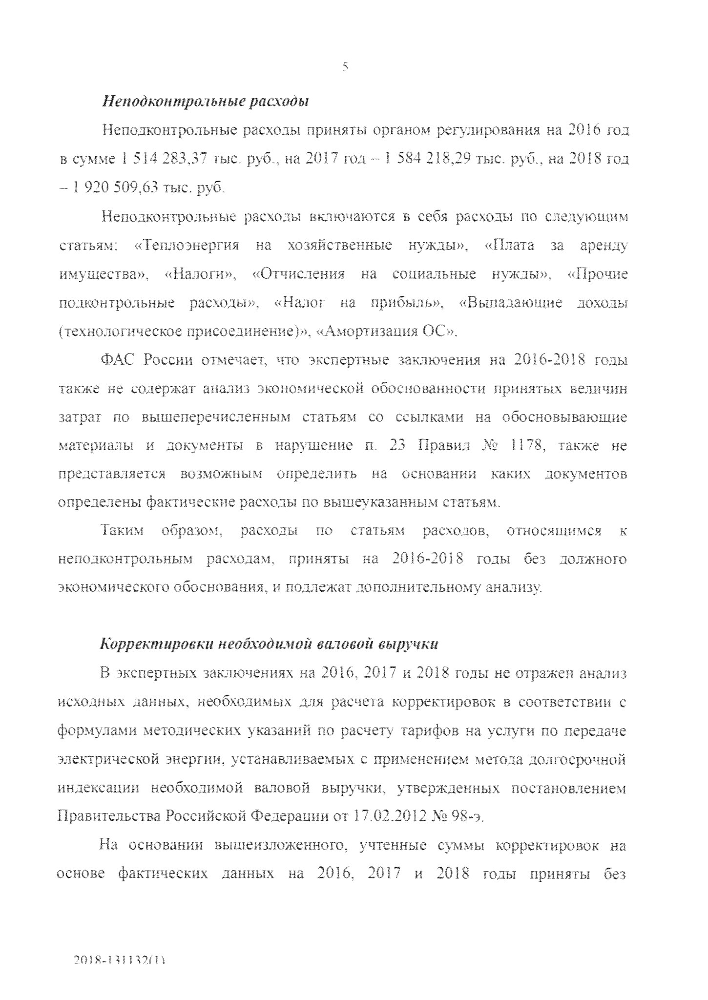 5
Неподконтрольные расходы
Неподконтрольные расходы приняты органом регулирования на 2016 год
в сумме 1 514 283,37 тыс. руб., на 2017 год – 1 584 218,29 тыс. руб., на 2018 год
– 1 920 509,63 тыс. руб.
Неподконтрольные расходы включаются в себя расходы по следующим
статьям: «Теплоэнергия на хозяйственные нужды», «Плата за аренду
имущества», «Налоги», «Отчисления на социальные нужды», «Прочие
подконтрольные расходы», «Налог на прибыль», «Выпадающие доходы
(технологическое присоединение)», «Амортизация ОС».
ФАС России отмечает, что экспертные заключения на 2016-2018 годы
также не содержат анализ экономической обоснованности принятых величин
затрат по вышеперечисленным статьям со ссылками на обосновывающие
материалы и документы в нарушение п. 23 Правил № 1178, также не
представляется возможным определить на основании каких документов
определены фактические расходы по вышеуказанным статьям.
Таким образом, расходы по статьям расходов, относящимся к
неподконтрольным расходам, приняты на 2016-2018 годы без должного
экономического обоснования, и подлежат дополнительному анализу.
Корректировки необходимой валовой выручки
В экспертных заключениях на 2016, 2017 и 2018 годы не отражен анализ
исходных данных, необходимых для расчета корректировок в соответствии с
формулами методических указаний по расчету тарифов на услуги по передаче
электрической энергии, устанавливаемых с применением метода долгосрочной
индексации необходимой валовой выручки, утвержденных постановлением
Правительства Российской Федерации от 17.02.2012 № 98-э.
На основании вышеизложенного, учтенные суммы корректировок на
основе фактических данных на 2016, 2017 и 2018 годы приняты без
2018-131132(1)